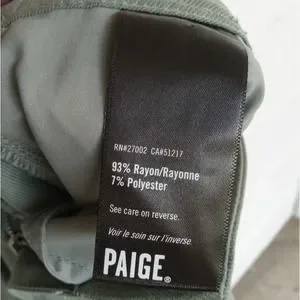 RN#27002 CA#51217
93% Rayon/Rayonne
7% Polyester
See care on reverse.
Voir le soin sur l'inverse.
PAIGE®